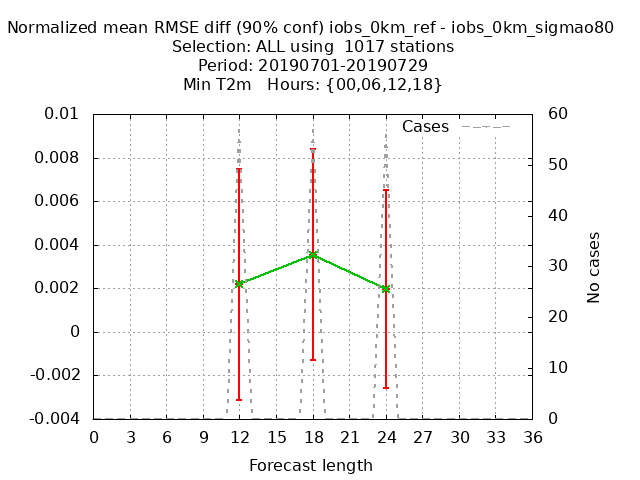 Normalized mean RMSE diff (90% conf) iobs_0km_ref - iobs_0km_sigmao80
Selection: ALL using  1017 stations
Period: 20190701-20190729
Min T2m   Hours: {00,06,12,18}
Cases
0.01
0.008
0.006
0.004
0.002
0
-0.002
-0.004
60
50
40
30
20
10
0
No cases
0 3 6 9 12 15 18 21 24 27 30 33 36
Forecast length